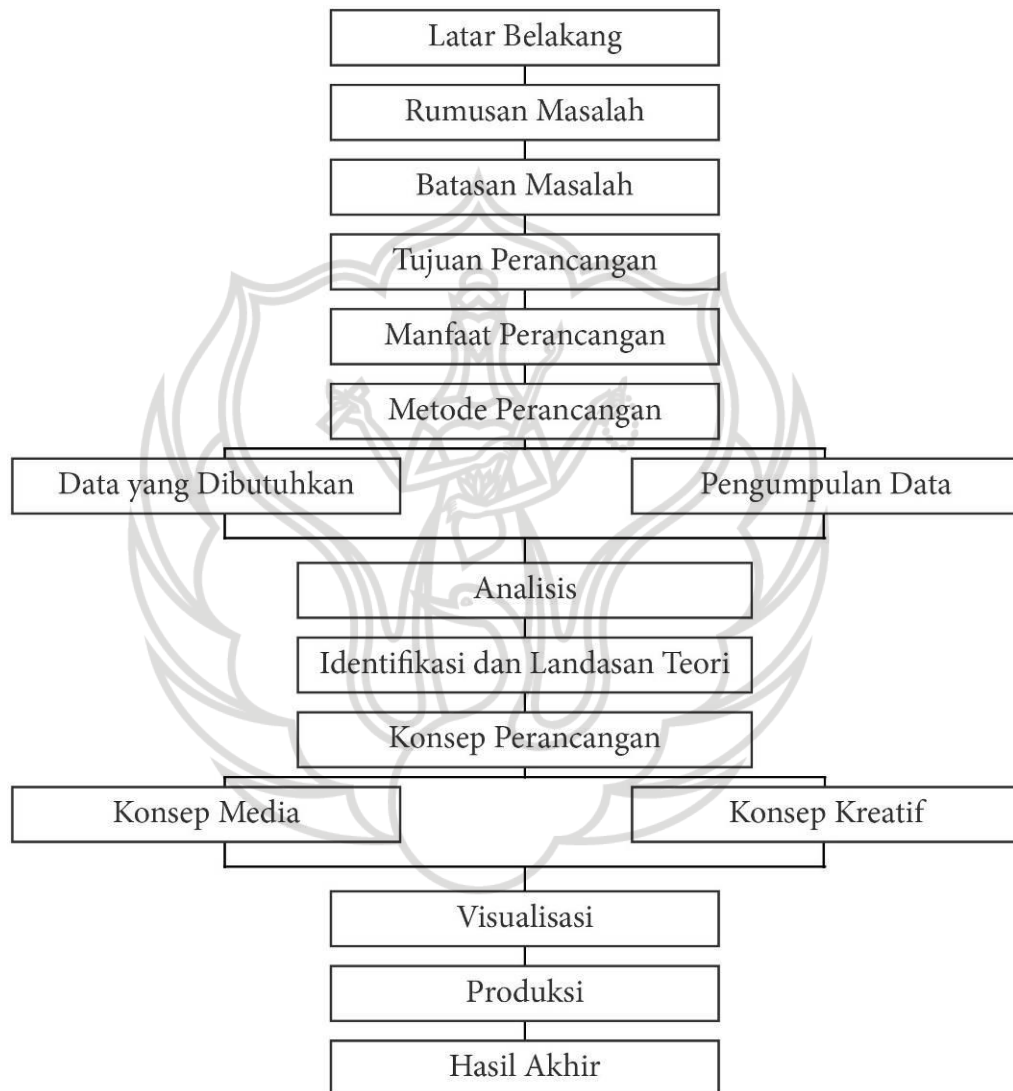 Latar Belakang
Rumusan Masalah
Batasan Masalah
Tujuan Perancangan
Manfaat Perancangan
Metode Perancangan
Data yang Dibutuhkan
Pengumpulan Data
Analisis
Identifikasi dan Landasan Teori
Konsep Perancangan
Konsep Media
Konsep Kreatif
Visualisasi
Produksi
Hasil Akhir